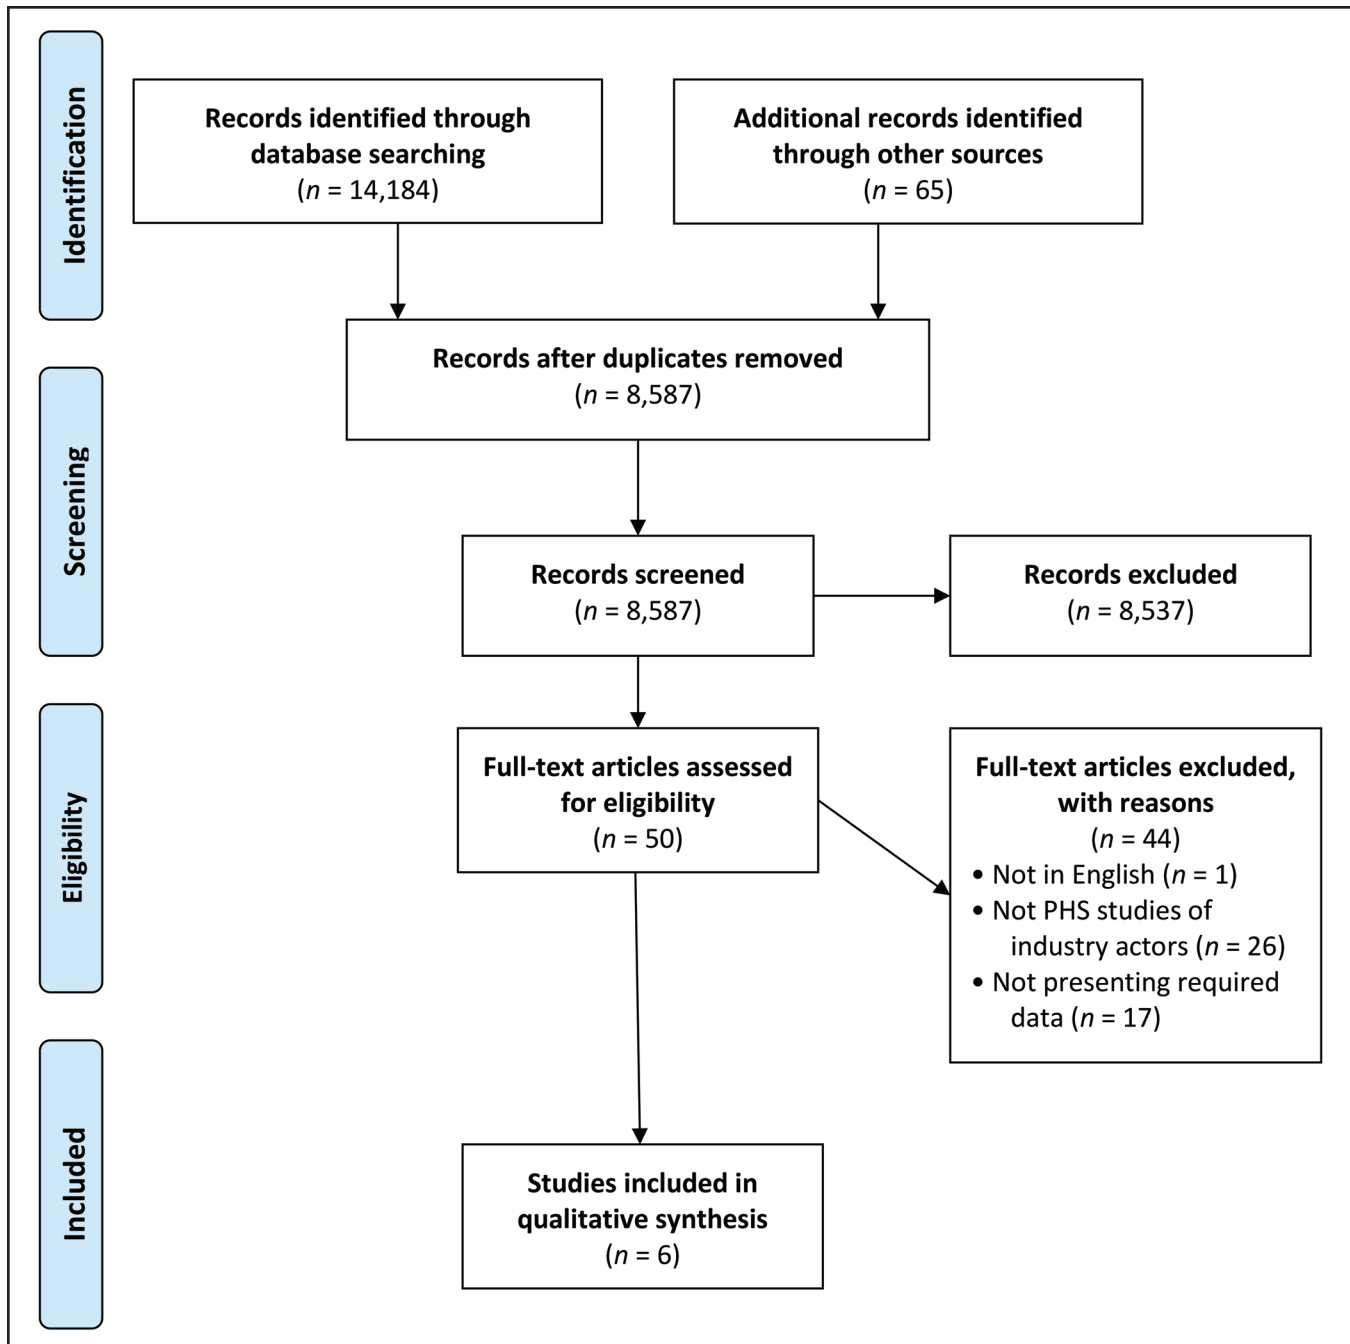 Identification
Records identified through
database searching
(n = 14,184)
Additional records identified
through other sources
(n = 65)
Records after duplicates removed
(n = 8,587)
Screening
Records screened
(n = 8,587)
Records excluded
(n = 8,537)
Eligibility
Full-text articles assessed
for eligibility
(n = 50)
Full-text articles excluded,
with reasons
(n = 44)
• Not in English (n = 1)
• Not PHS studies of
industry actors (n = 26)
• Not presenting required
data (n = 17)
Included
Studies included in
qualitative synthesis
(n = 6)